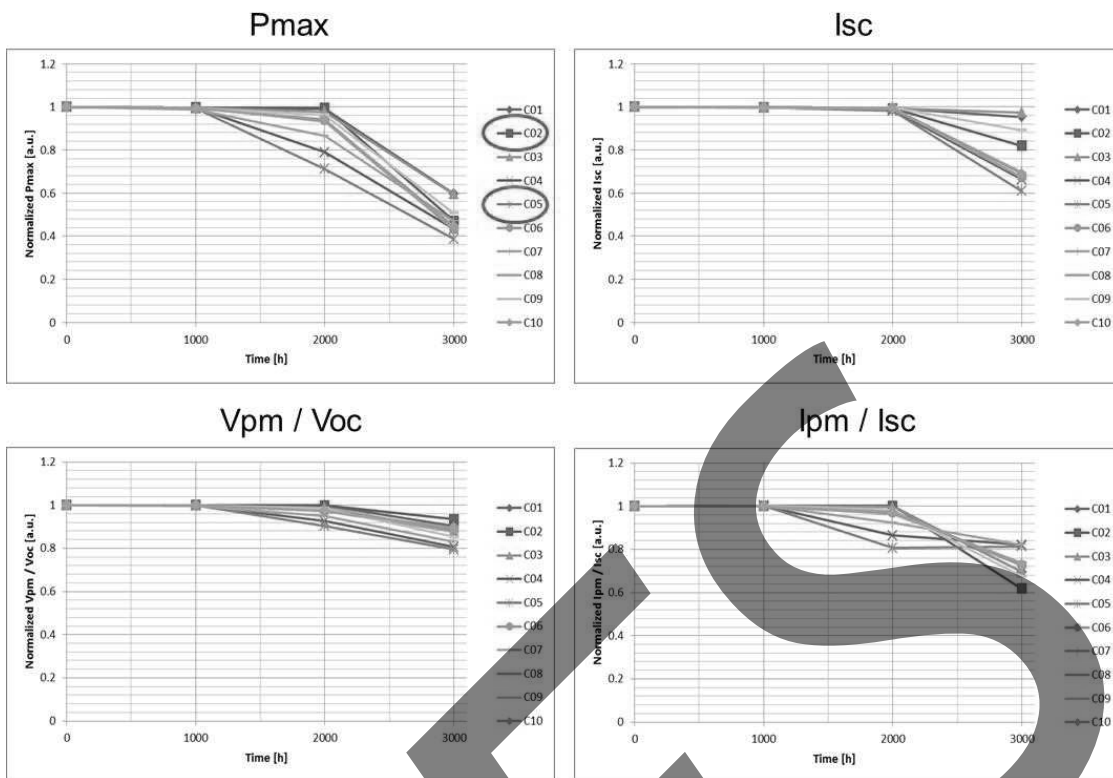 Pmax
Normalized Pmax [a.u.]
1.2
1
0.8
0.6
0.4
0.2
0
0 1000 2000 3000
Time [h]
C01
C02
C03
C04
C05
C06
C07
C08
C09
C10
Isc
Normalized Isc [a.u.]
1.2
1
0.8
0.6
0.4
0.2
0
0 1000 2000 3000
Time [h]
C01
C02
C03
C04
C05
C06
C07
C08
C09
C10
Vpm / Voc
Normalized Vpm / Voc [a.u.]
1.2
1
0.8
0.6
0.4
0.2
0
0 1000 2000 3000
Time [h]
C01
C02
C03
C04
C05
C06
C07
C08
C09
C10
Ipm / Isc
Normalized Ipm / Isc [a.u.]
1.2
1
0.8
0.6
0.4
0.2
0
0 1000 2000 3000
Time [h]
C01
C02
C03
C04
C05
C06
C07
C08
C09
C10